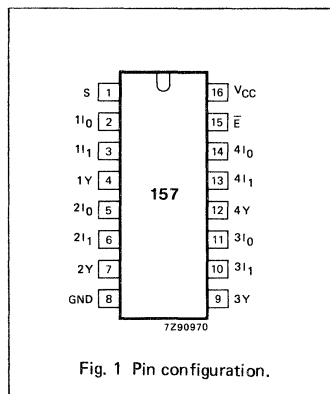 S 1 16 VCC
1I0 2 15 E̅
1I1 3 14 4I0
1Y 4 13 4I1
157
2I0 5 12 4Y
2I1 6 11 3I0
2Y 7 10 3I1
GND 8 9 3Y
7Z90970
Fig. 1 Pin configuration.